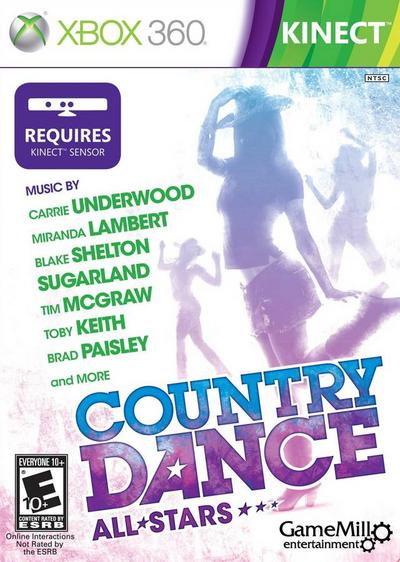 XBOX 360
KINECT™
NTSC
REQUIRES
KINECT™ SENSOR
MUSIC BY
CARRIE UNDERWOOD
MIRANDA LAMBERT
BLAKE SHELTON
SUGARLAND
TIM MCGRAW
TOBY KEITH
BRAD PAISLEY
and MORE
COUNTRY
DANCE
ALL★STARS ★★★
EVERYONE 10+
E
10+
CONTENT RATED BY
ESRB
Online Interactions
Not Rated by
the ESRB
GameMill
entertainment